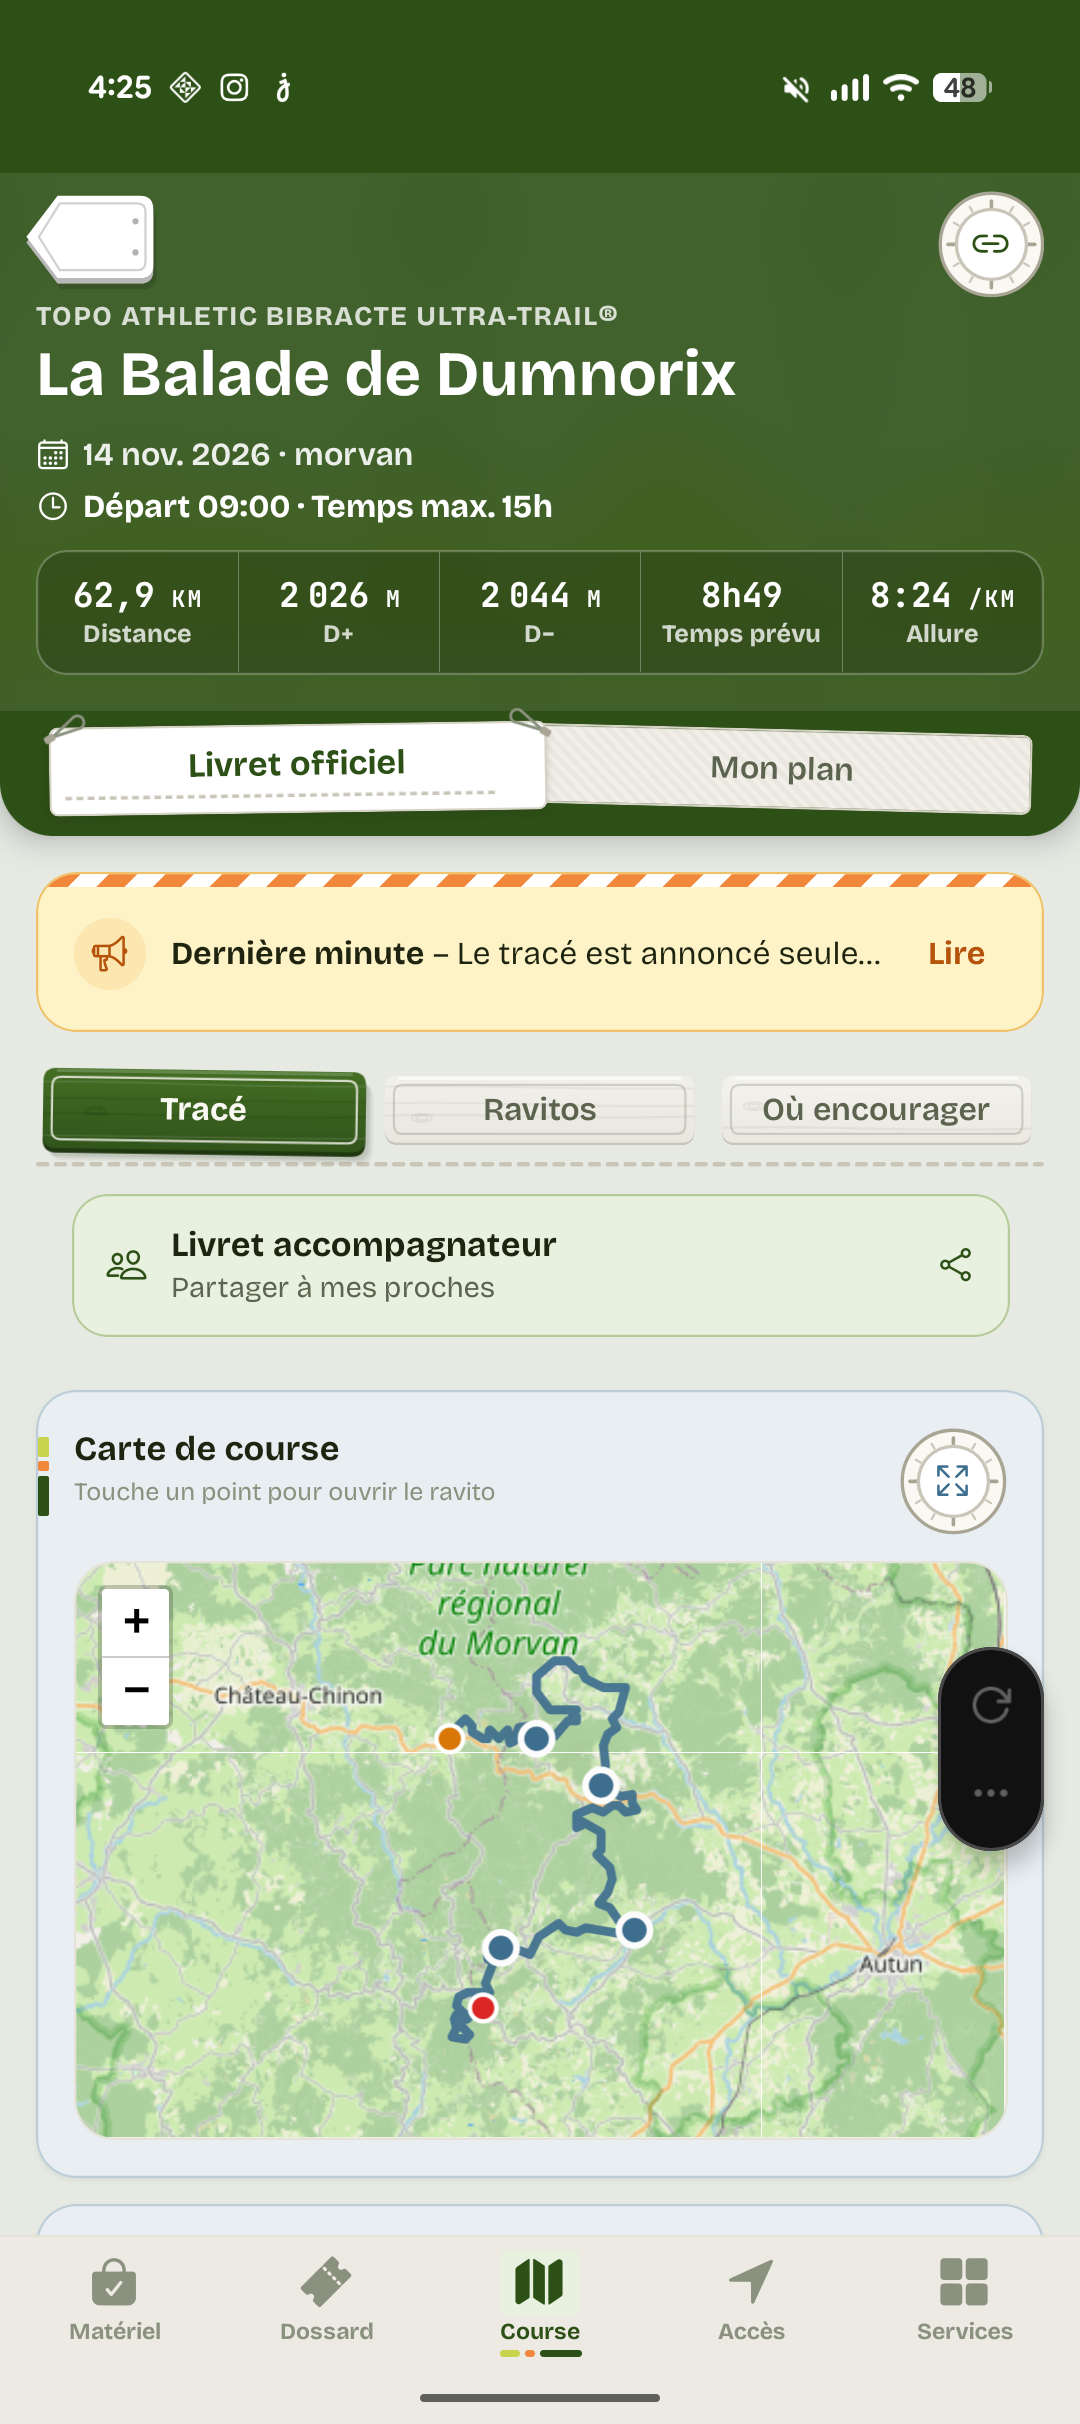 4:25
48
TOPO ATHLETIC BIBRACTE ULTRA-TRAIL®
La Balade de Dumnorix
14 nov. 2026 · morvan
Départ 09:00 · Temps max. 15h
62,9 KM
Distance
2 026 M
D+
2 044 M
D−
8h49
Temps prévu
8:24 /KM
Allure
Livret officiel
Mon plan
Dernière minute – Le tracé est annoncé seule...
Lire
Tracé
Ravitos
Où encourager
Livret accompagnateur
Partager à mes proches
Carte de course
Touche un point pour ouvrir le ravito
+
−
Parc naturel
régional
du Morvan
Château-Chinon
Autun
Matériel
Dossard
Course
Accès
Services